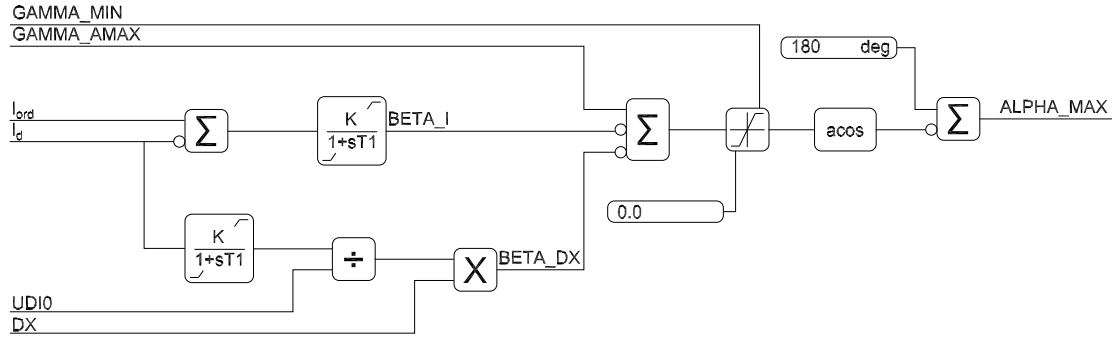 GAMMA_MIN
GAMMA_AMAX
180 deg
I_ord
I_d
Σ
K
1+sT1
BETA_I
Σ
acos
Σ
ALPHA_MAX
0.0
K
1+sT1
÷
X
BETA_DX
UDI0
DX